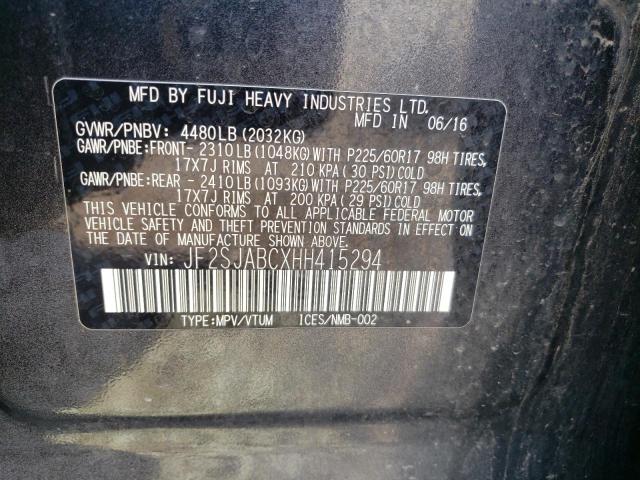 MFD BY FUJI HEAVY INDUSTRIES LTD.
MFD IN 06/16
GVWR/PNBV: 4480LB (2032KG)
GAWR/PNBE:FRONT- 2310LB (1048KG) WITH P225/60R17 98H TIRES,
17X7J RIMS AT 210 KPA (30 PSI) COLD
GAWR/PNBE:REAR - 2410LB (1093KG) WITH P225/60R17 98H TIRES,
17X7J RIMS AT 200 KPA (29 PSI) COLD
THIS VEHICLE CONFORMS TO ALL APPLICABLE FEDERAL MOTOR
VEHICLE SAFETY AND THEFT PREVENTION STANDARDS IN
EFFECT ON THE DATE OF MANUFACTURE SHOWN ABOVE.
VIN: JF2SJABCXHH415294
TYPE:MPV/VTUM ICES/NMB-002